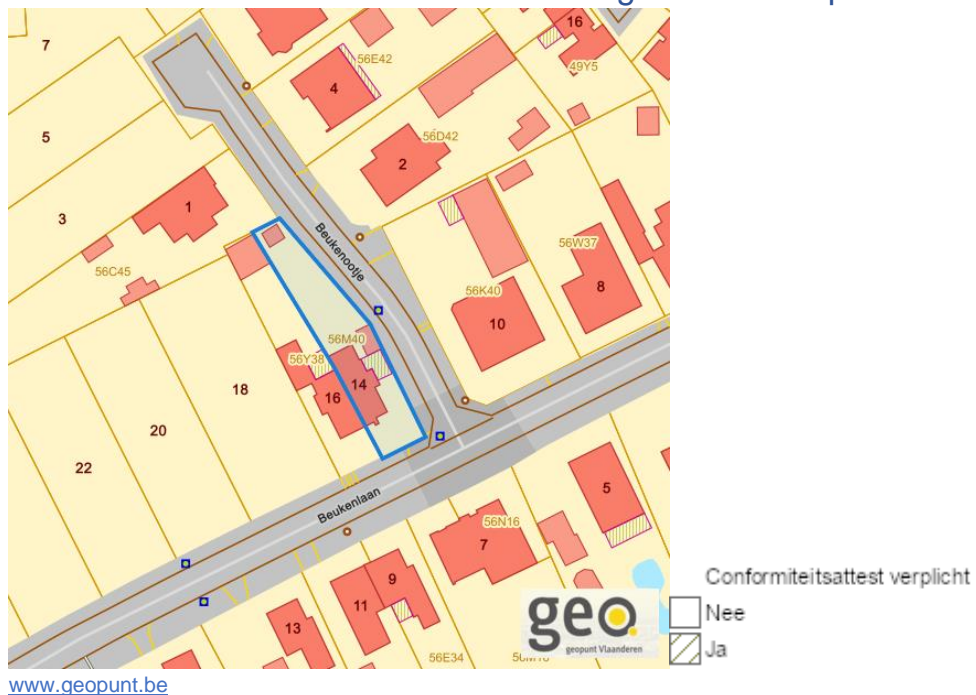 16
7
56E42
49Y5
4
5
56D42
2
1
3
Beukenootje
56C45
56W37
56K40
8
10
56M40
56Y38
14
18
16
20
22
5
Beukenlaan
56N16
7
9
11
13
56E34
geo.
geopunt Vlaanderen
Conformiteitsattest verplicht
Nee
Ja
www.geopunt.be